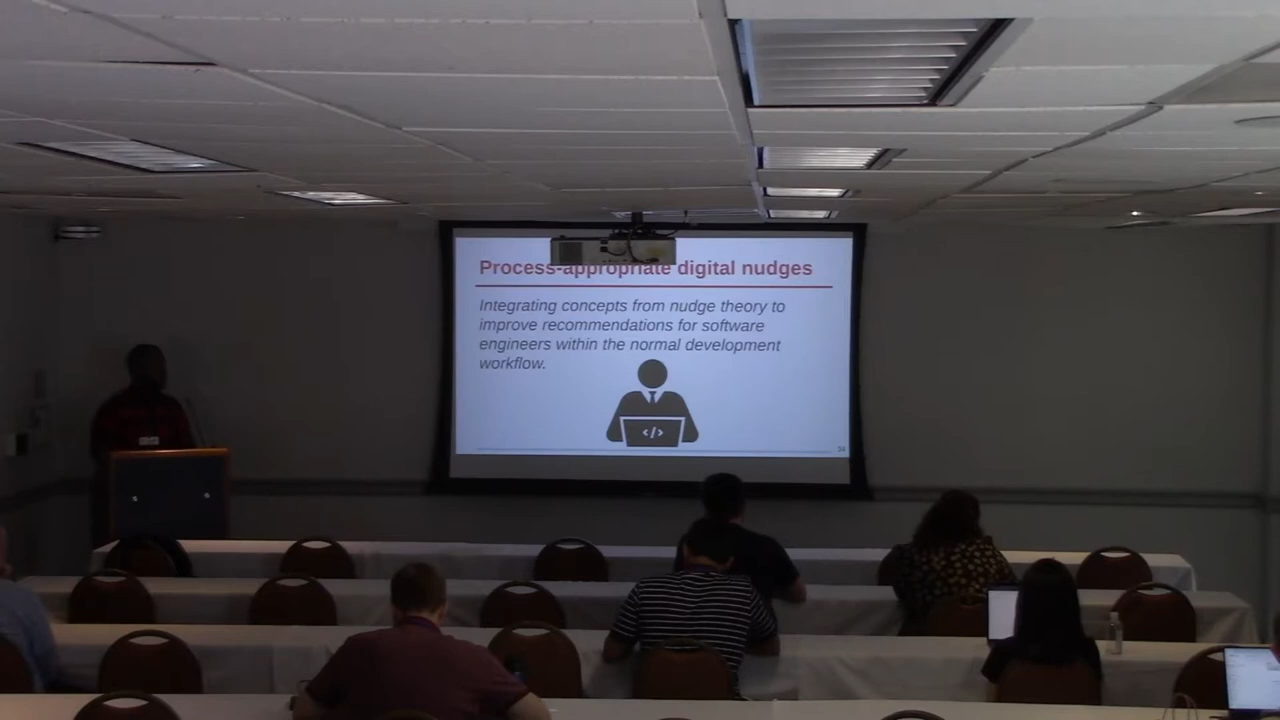 Process-appropriate digital nudges
Integrating concepts from nudge theory to
improve recommendations for software
engineers within the normal development
workflow.
</>